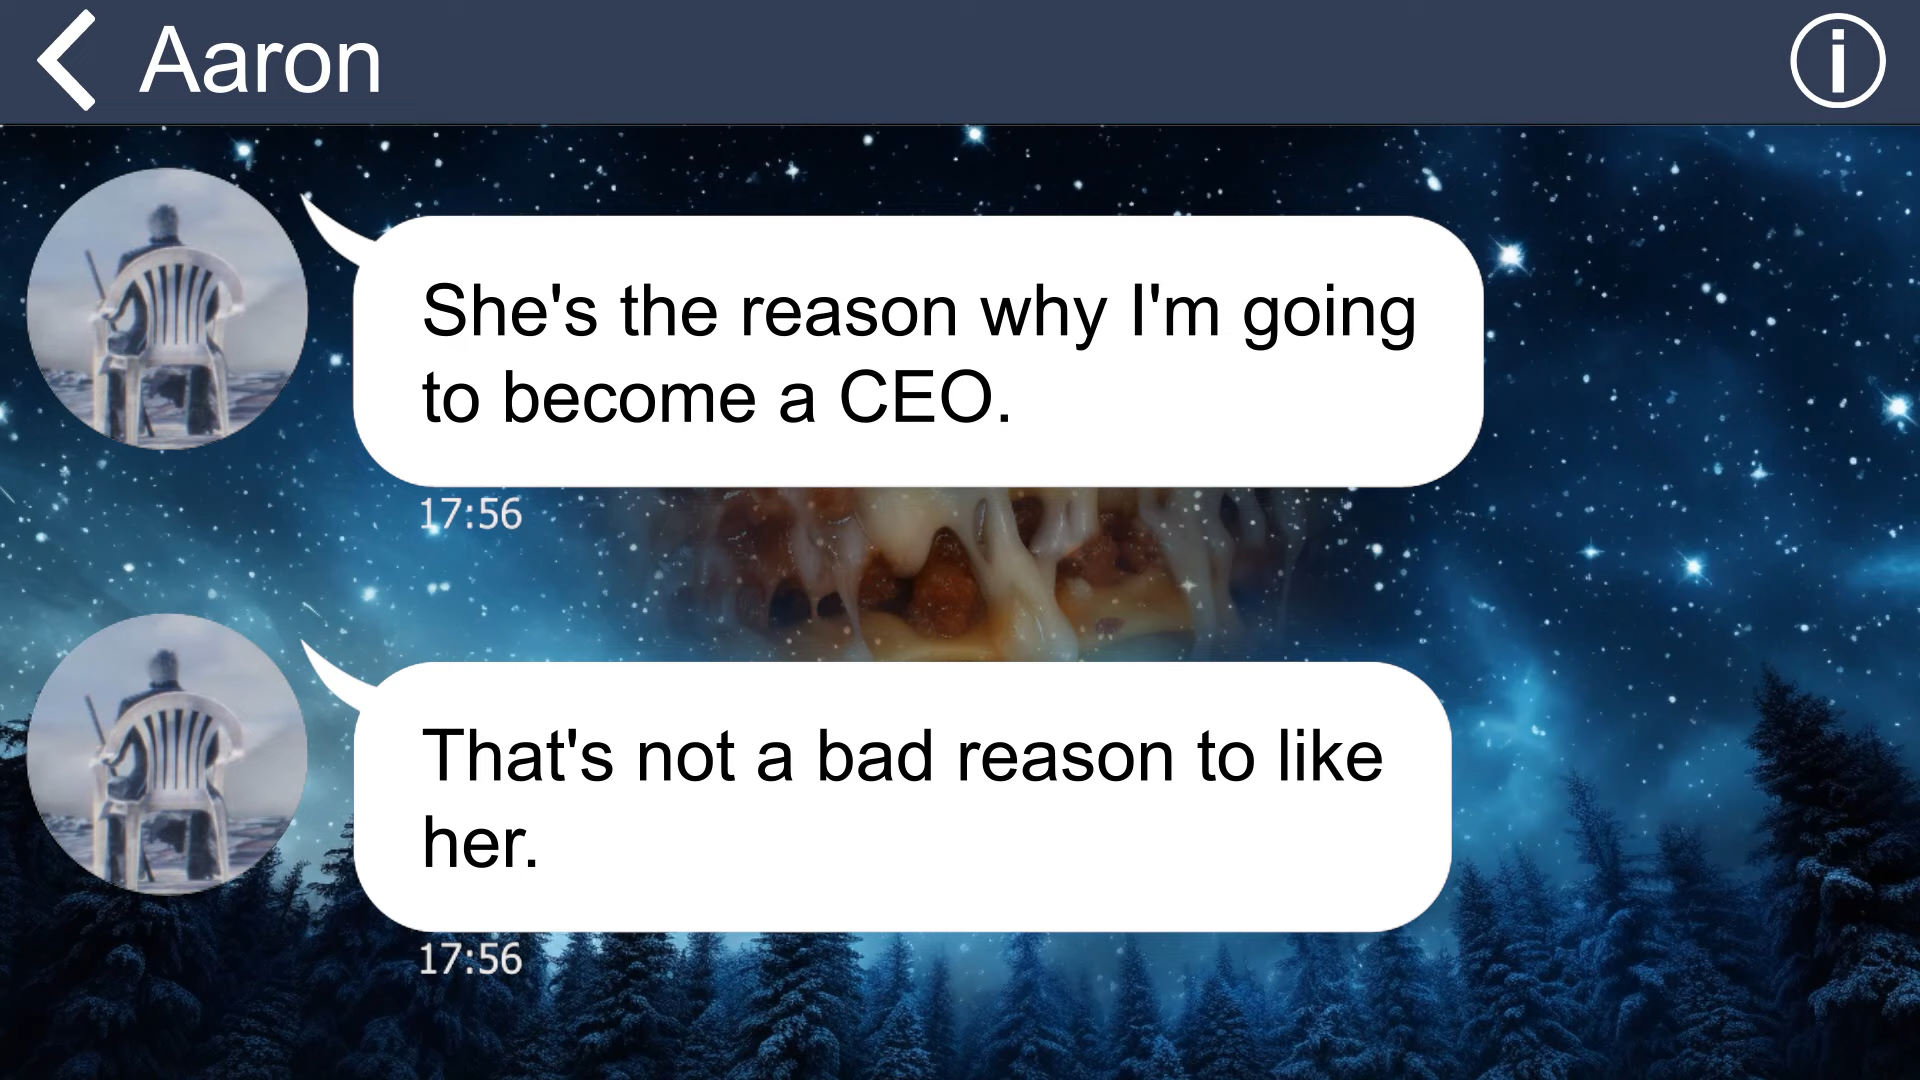 Aaron
She's the reason why I'm going
to become a CEO.
17:56
That's not a bad reason to like
her.
17:56